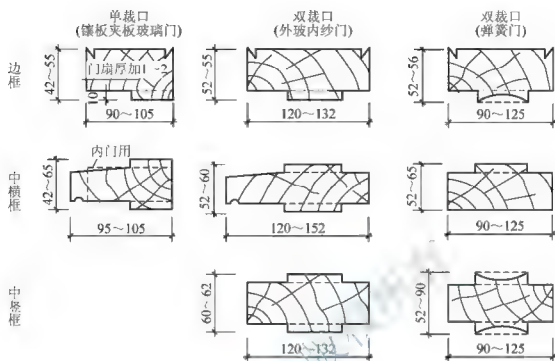 单裁口
(镶板夹板玻璃门)
双裁口
(外玻内纱门)
双裁口
(弹簧门)
边框
42～55
门扇厚加1～2
10
90～105
52～55
120～132
52～56
90～125
中横框
内门用
42～65
95～105
52～60
120～152
52～65
90～125
中竖框
60～62
120～132
52～90
90～125